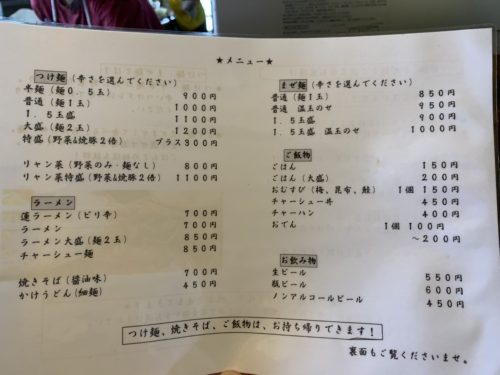 ★メニュー★
つけ麺(辛さを選んでください)
半麺(麺0.5玉) 900円
普通(麺1玉) 1000円
1.5玉盛 1100円
大盛(麺2玉) 1200円
特盛(野菜&焼豚2倍) プラス300円
リャン菜(野菜のみ・麺なし) 800円
リャン菜特盛(野菜&焼豚2倍) 1100円
ラーメン
蓮ラーメン(ピリ辛) 700円
ラーメン 700円
ラーメン大盛(麺2玉) 850円
チャーシュー麺 850円
焼きそば(醤油味) 700円
かけうどん(細麺) 450円
まぜ麺(辛さを選んでください)
普通(麺1玉) 850円
普通 温玉のせ 950円
1.5玉盛 900円
1.5玉盛 温玉のせ 1000円
ご飯物
ごはん 150円
ごはん(大盛) 200円
おむすび(梅、昆布、鮭) 1個 150円
チャーシュー丼 450円
チャーハン 400円
おでん 1個 100円
~200円
お飲み物
生ビール 550円
瓶ビール 600円
ノンアルコールビール 450円
つけ麺、焼きそば、ご飯物は、お持ち帰りできます!
裏面もご覧くださいませ。